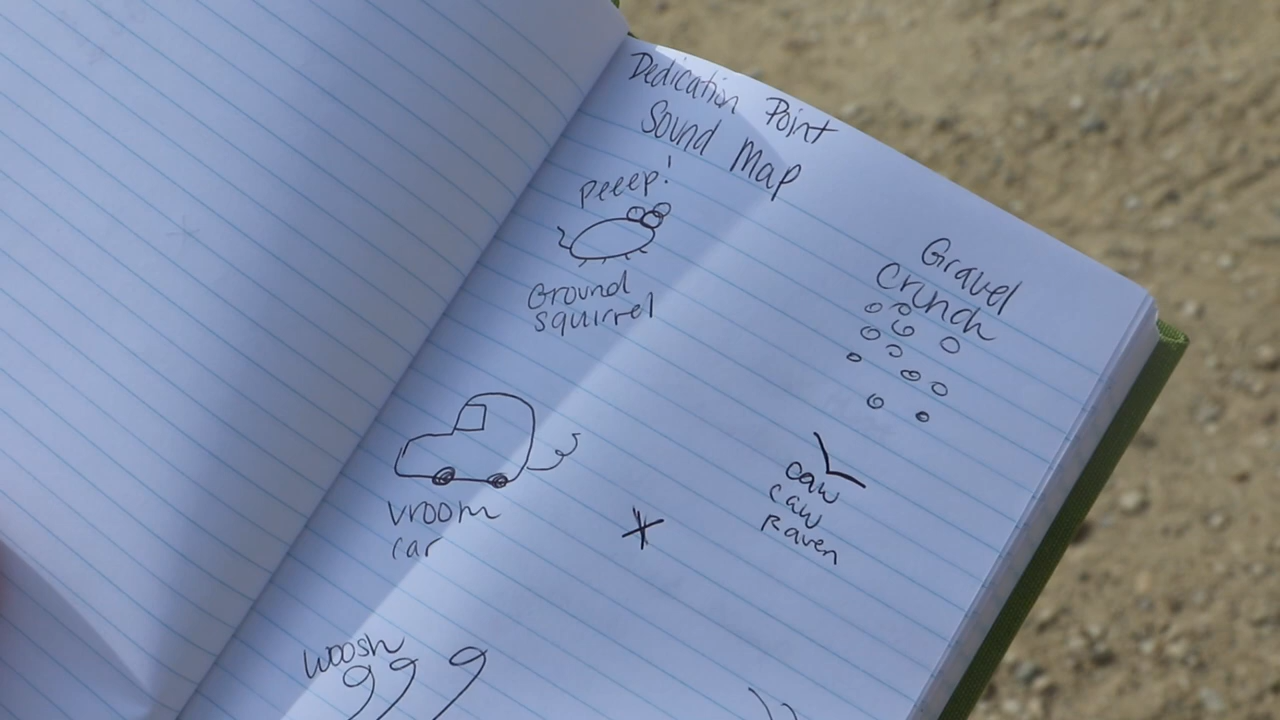 Dedication Point
Sound Map
peeep!
Ground
squirrel
Gravel
Crunch
vroom
car
caw
caw
Raven
woosh